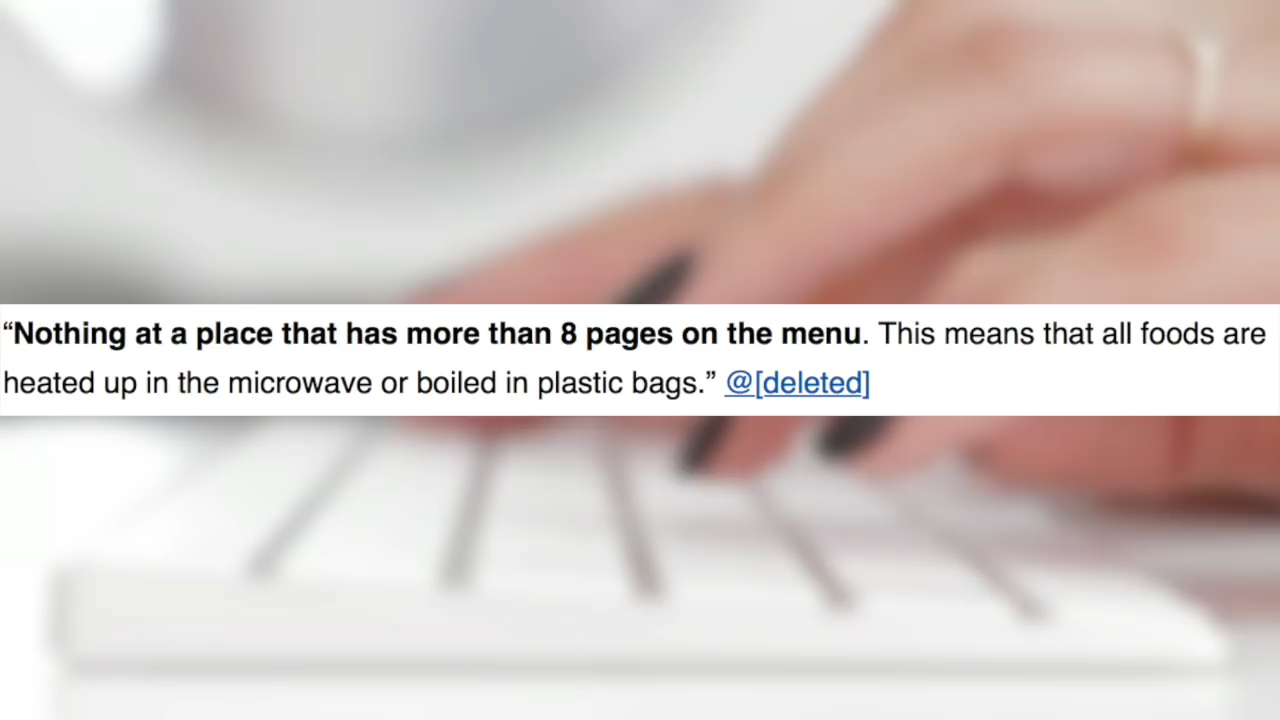 “Nothing at a place that has more than 8 pages on the menu. This means that all foods are
heated up in the microwave or boiled in plastic bags.” @[deleted]